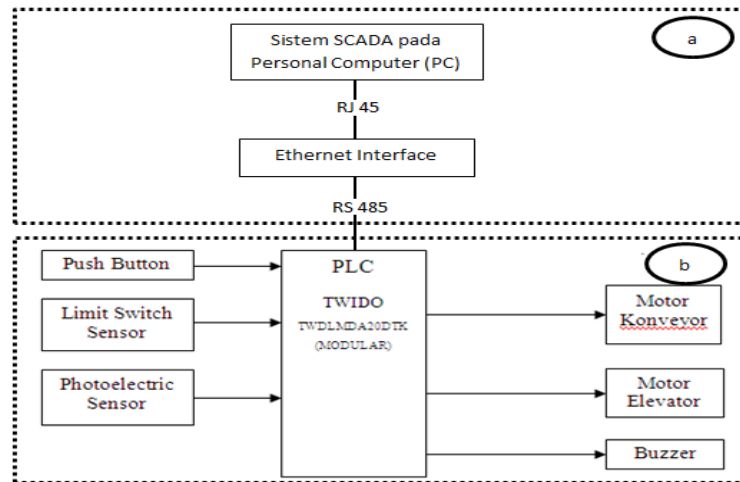 Sistem SCADA pada
Personal Computer (PC)
a
RJ 45
Ethernet Interface
RS 485
b
Push Button
Limit Switch
Sensor
Photoelectric
Sensor
PLC
TWIDO
TWDLMDA20DTK
(MODULAR)
Motor
Konveyor
Motor
Elevator
Buzzer